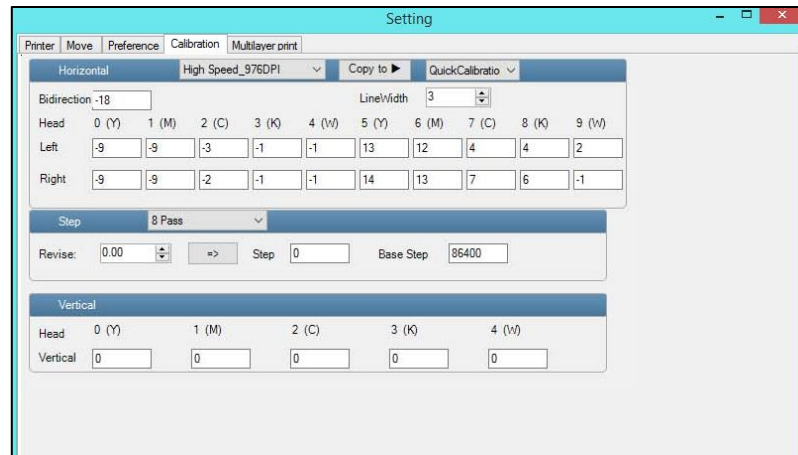 Setting
Printer Move Preference Calibration Multilayer print
Horizontal High Speed_976DPI Copy to ▶ QuickCalibratio
Bidirection -18 LineWidth 3
Head 0 (Y) 1 (M) 2 (C) 3 (K) 4 (W) 5 (Y) 6 (M) 7 (C) 8 (K) 9 (W)
Left -9 -9 -3 -1 -1 13 12 4 4 2
Right -9 -9 -2 -1 -1 14 13 7 6 -1
Step 8 Pass
Revise: 0.00 => Step 0 Base Step 86400
Vertical
Head 0 (Y) 1 (M) 2 (C) 3 (K) 4 (W)
Vertical 0 0 0 0 0